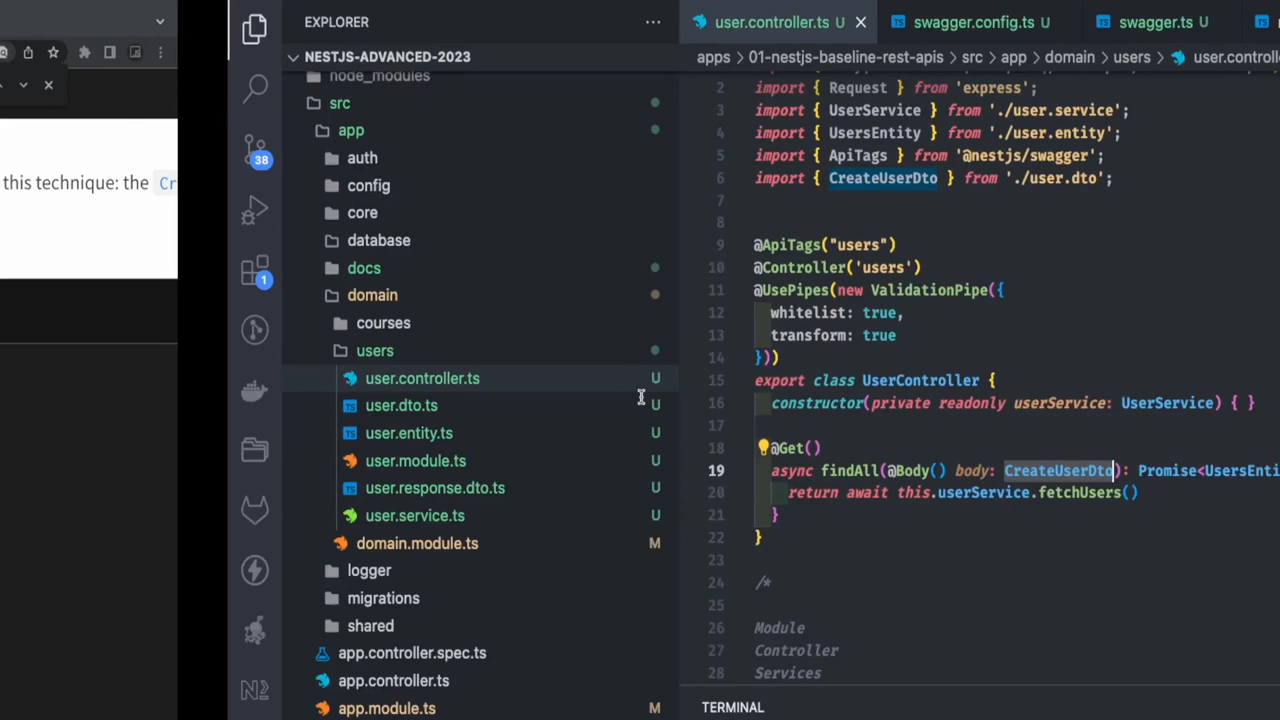 this technique: the Cr
38
1
EXPLORER
NESTJS-ADVANCED-2023
node_modules
src
app
auth
config
core
database
docs
domain
courses
users
user.controller.ts U
user.dto.ts U
user.entity.ts U
user.module.ts U
user.response.dto.ts U
user.service.ts U
domain.module.ts M
logger
migrations
shared
app.controller.spec.ts
app.controller.ts
app.module.ts M
user.controller.ts U
swagger.config.ts U
swagger.ts U
apps > 01-nestjs-baseline-rest-apis > src > app > domain > users > user.controll
2 import { Request } from 'express';
3 import { UserService } from './user.service';
4 import { UsersEntity } from './user.entity';
5 import { ApiTags } from '@nestjs/swagger';
6 import { CreateUserDto } from './user.dto';
7
8
9 @ApiTags("users")
10 @Controller('users')
11 @UsePipes(new ValidationPipe({
12 whitelist: true,
13 transform: true
14 }))
15 export class UserController {
16 constructor(private readonly userService: UserService) { }
17
18 @Get()
19 async findAll(@Body() body: CreateUserDto): Promise<UsersEnti
20 return await this.userService.fetchUsers()
21 }
22 }
23
24 /*
25
26 Module
27 Controller
28 Services
TERMINAL